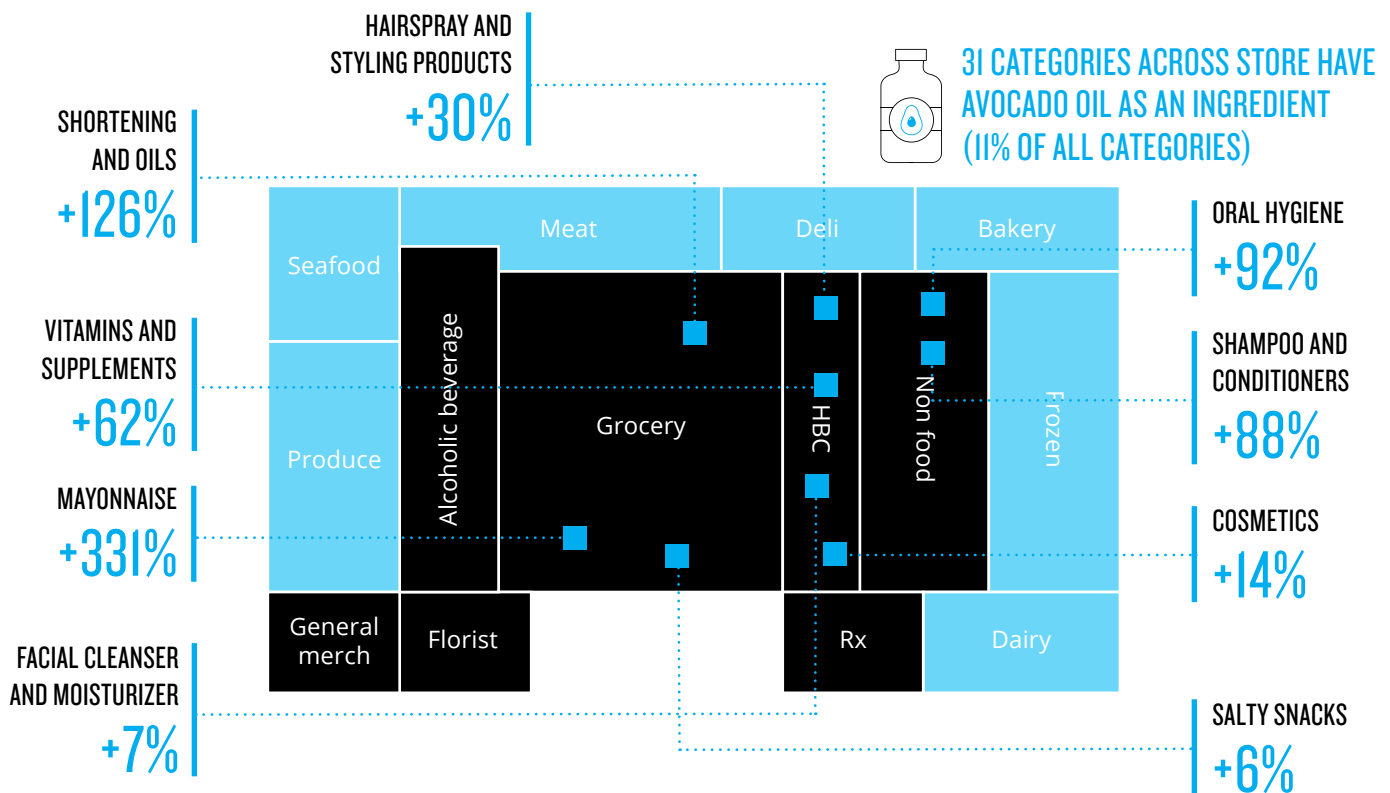 HAIRSPRAY AND
STYLING PRODUCTS
+30%
31 CATEGORIES ACROSS STORE HAVE
AVOCADO OIL AS AN INGREDIENT
(11% OF ALL CATEGORIES)
SHORTENING
AND OILS
+126%
VITAMINS AND
SUPPLEMENTS
+62%
MAYONNAISE
+331%
FACIAL CLEANSER
AND MOISTURIZER
+7%
Seafood
Meat
Deli
Bakery
Produce
Alcoholic beverage
Grocery
HBC
Non food
Frozen
General
merch
Florist
Rx
Dairy
ORAL HYGIENE
+92%
SHAMPOO AND
CONDITIONERS
+88%
COSMETICS
+14%
SALTY SNACKS
+6%